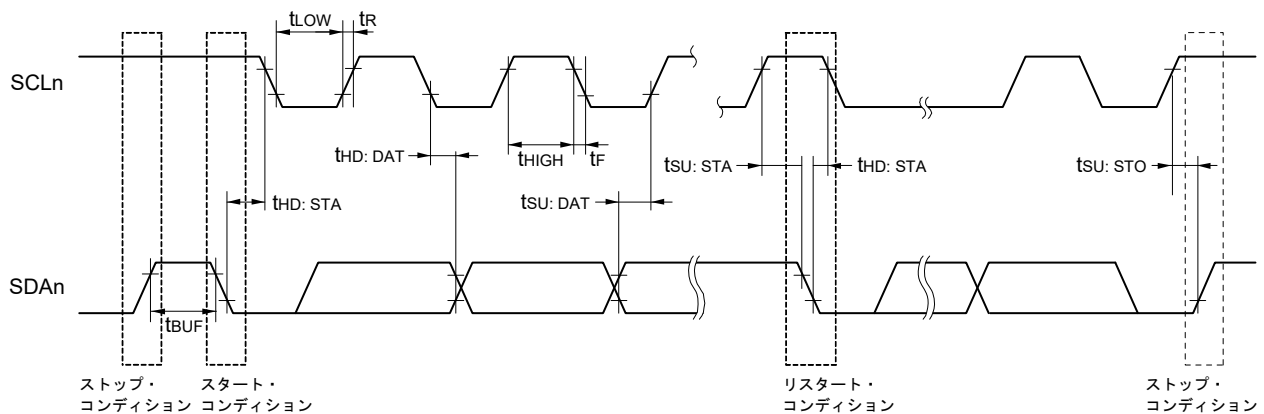 tLOW
tR
SCLn
tHD: DAT
tHIGH
tF
tSU: STA
tHD: STA
tSU: STO
tHD: STA
tSU: DAT
SDAn
tBUF
ストップ・
コンディション
スタート・
コンディション
リスタート・
コンディション
ストップ・
コンディション